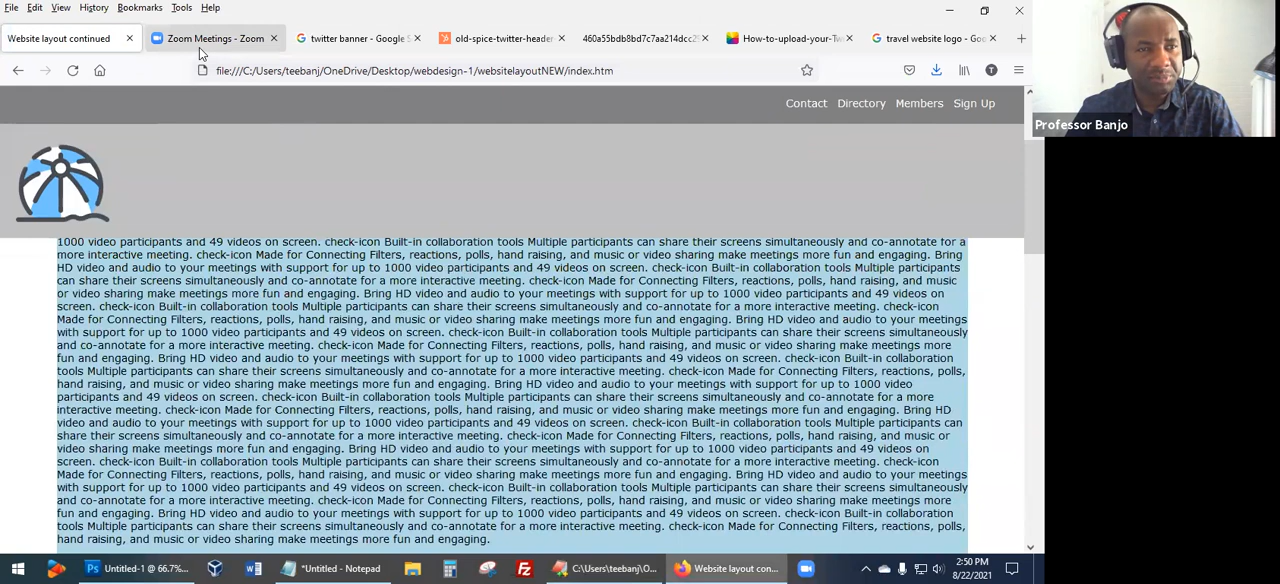 File Edit View History Bookmarks Tools Help
Website layout continued
Zoom Meetings - Zoom
twitter banner - Google S
old-spice-twitter-header
460a55bdb8bd7c7aa214dcc2
How-to-upload-your-Tw
travel website logo - Go
file:///C:/Users/teebanj/OneDrive/Desktop/webdesign-1/websitelayoutNEW/index.htm
T
Contact Directory Members Sign Up
Professor Banjo
1000 video participants and 49 videos on screen. check-icon Built-in collaboration tools Multiple participants can share their screens simultaneously and co-annotate for a
more interactive meeting. check-icon Made for Connecting Filters, reactions, polls, hand raising, and music or video sharing make meetings more fun and engaging. Bring
HD video and audio to your meetings with support for up to 1000 video participants and 49 videos on screen. check-icon Built-in collaboration tools Multiple participants
can share their screens simultaneously and co-annotate for a more interactive meeting. check-icon Made for Connecting Filters, reactions, polls, hand raising, and music
or video sharing make meetings more fun and engaging. Bring HD video and audio to your meetings with support for up to 1000 video participants and 49 videos on
screen. check-icon Built-in collaboration tools Multiple participants can share their screens simultaneously and co-annotate for a more interactive meeting. check-icon
Made for Connecting Filters, reactions, polls, hand raising, and music or video sharing make meetings more fun and engaging. Bring HD video and audio to your meetings
with support for up to 1000 video participants and 49 videos on screen. check-icon Built-in collaboration tools Multiple participants can share their screens simultaneously
and co-annotate for a more interactive meeting. check-icon Made for Connecting Filters, reactions, polls, hand raising, and music or video sharing make meetings more
fun and engaging. Bring HD video and audio to your meetings with support for up to 1000 video participants and 49 videos on screen. check-icon Built-in collaboration
tools Multiple participants can share their screens simultaneously and co-annotate for a more interactive meeting. check-icon Made for Connecting Filters, reactions, polls,
hand raising, and music or video sharing make meetings more fun and engaging. Bring HD video and audio to your meetings with support for up to 1000 video
participants and 49 videos on screen. check-icon Built-in collaboration tools Multiple participants can share their screens simultaneously and co-annotate for a more
interactive meeting. check-icon Made for Connecting Filters, reactions, polls, hand raising, and music or video sharing make meetings more fun and engaging. Bring HD
video and audio to your meetings with support for up to 1000 video participants and 49 videos on screen. check-icon Built-in collaboration tools Multiple participants can
share their screens simultaneously and co-annotate for a more interactive meeting. check-icon Made for Connecting Filters, reactions, polls, hand raising, and music or
video sharing make meetings more fun and engaging. Bring HD video and audio to your meetings with support for up to 1000 video participants and 49 videos on
screen. check-icon Built-in collaboration tools Multiple participants can share their screens simultaneously and co-annotate for a more interactive meeting. check-icon
Made for Connecting Filters, reactions, polls, hand raising, and music or video sharing make meetings more fun and engaging. Bring HD video and audio to your meetings
with support for up to 1000 video participants and 49 videos on screen. check-icon Built-in collaboration tools Multiple participants can share their screens simultaneously
and co-annotate for a more interactive meeting. check-icon Made for Connecting Filters, reactions, polls, hand raising, and music or video sharing make meetings more
fun and engaging. Bring HD video and audio to your meetings with support for up to 1000 video participants and 49 videos on screen. check-icon Built-in collaboration
tools Multiple participants can share their screens simultaneously and co-annotate for a more interactive meeting. check-icon Made for Connecting Filters, reactions, polls,
hand raising, and music or video sharing make meetings more fun and engaging.
Ps Untitled-1 @ 66.7%...
*Untitled - Notepad
C:\Users\teebanj\O...
Website layout con...
2:50 PM
8/22/2021